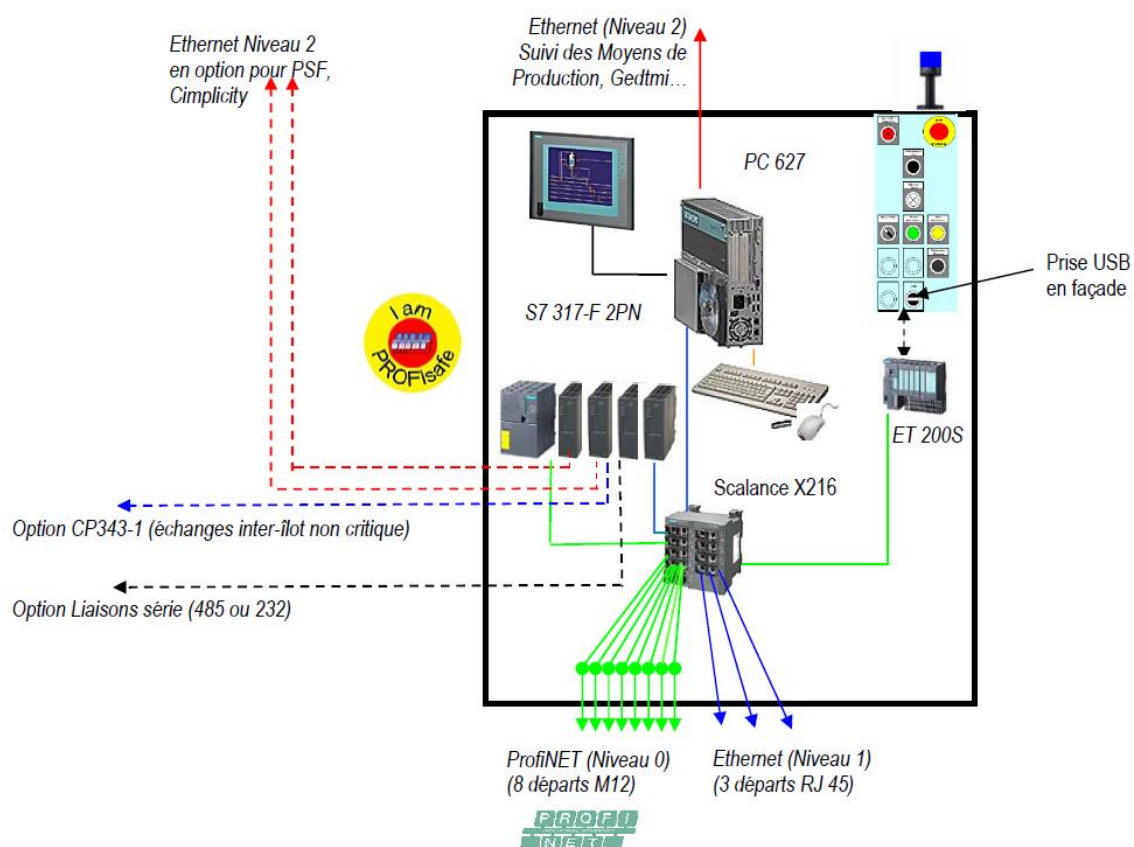 Ethernet Niveau 2
en option pour PSF,
Cimplicity
Ethernet (Niveau 2)
Suivi des Moyens de
Production, Gedtmi…
PC 627
Prise USB
en façade
S7 317-F 2PN
I am
PROFIsafe
ET 200S
Scalance X216
Option CP343-1 (échanges inter-îlot non critique)
Option Liaisons série (485 ou 232)
ProfiNET (Niveau 0)
(8 départs M12)
Ethernet (Niveau 1)
(3 départs RJ 45)
PROFI
NET